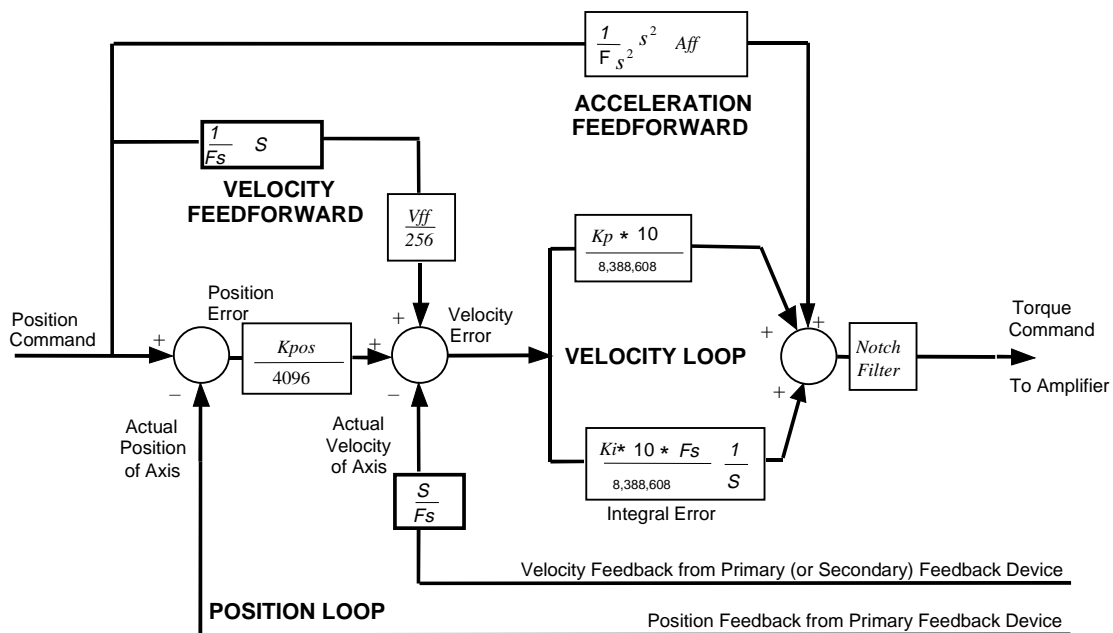 1
F s² s² Aff
ACCELERATION
FEEDFORWARD
1
Fs S
VELOCITY
FEEDFORWARD
Vff
256
Kp * 10
8,388,608
Position
Command
+
−
Position
Error
Kpos
4096
+
+
−
Velocity
Error
VELOCITY LOOP
+
+
+
Notch
Filter
Torque
Command
To Amplifier
Actual
Position
of Axis
Actual
Velocity
of Axis
S
Fs
Ki* 10 * Fs 1
8,388,608 S
Integral Error
Velocity Feedback from Primary (or Secondary) Feedback Device
POSITION LOOP
Position Feedback from Primary Feedback Device